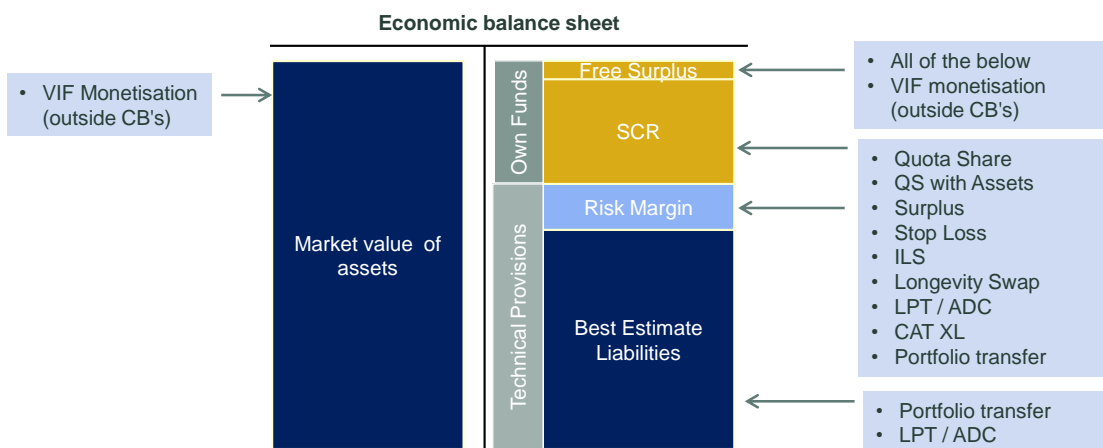 Economic balance sheet
• VIF Monetisation
(outside CB's)
Market value of
assets
Own Funds
Technical Provisions
Free Surplus
SCR
Risk Margin
Best Estimate
Liabilities
• All of the below
• VIF monetisation
(outside CB's)
• Quota Share
• QS with Assets
• Surplus
• Stop Loss
• ILS
• Longevity Swap
• LPT / ADC
• CAT XL
• Portfolio transfer
• Portfolio transfer
• LPT / ADC